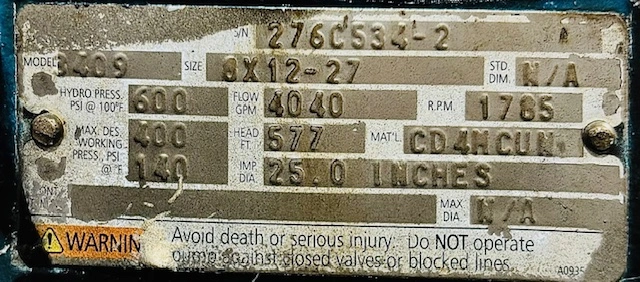 S/N 276C534-2
MODEL 3409 SIZE 8X12-27 STD. DIM. N/A
HYDRO PRESS. PSI @ 100°F 600 FLOW GPM 4040 R.P.M. 1785
MAX. DES. WORKING PRESS, PSI @ °F 400 140 HEAD FT 577 MAT'L CD4MCUN
IMP. DIA 25.0 INCHES
MAX DIA N/A
WARNIN Avoid death or serious injury. Do NOT operate
pump against closed valves or blocked lines. A0935